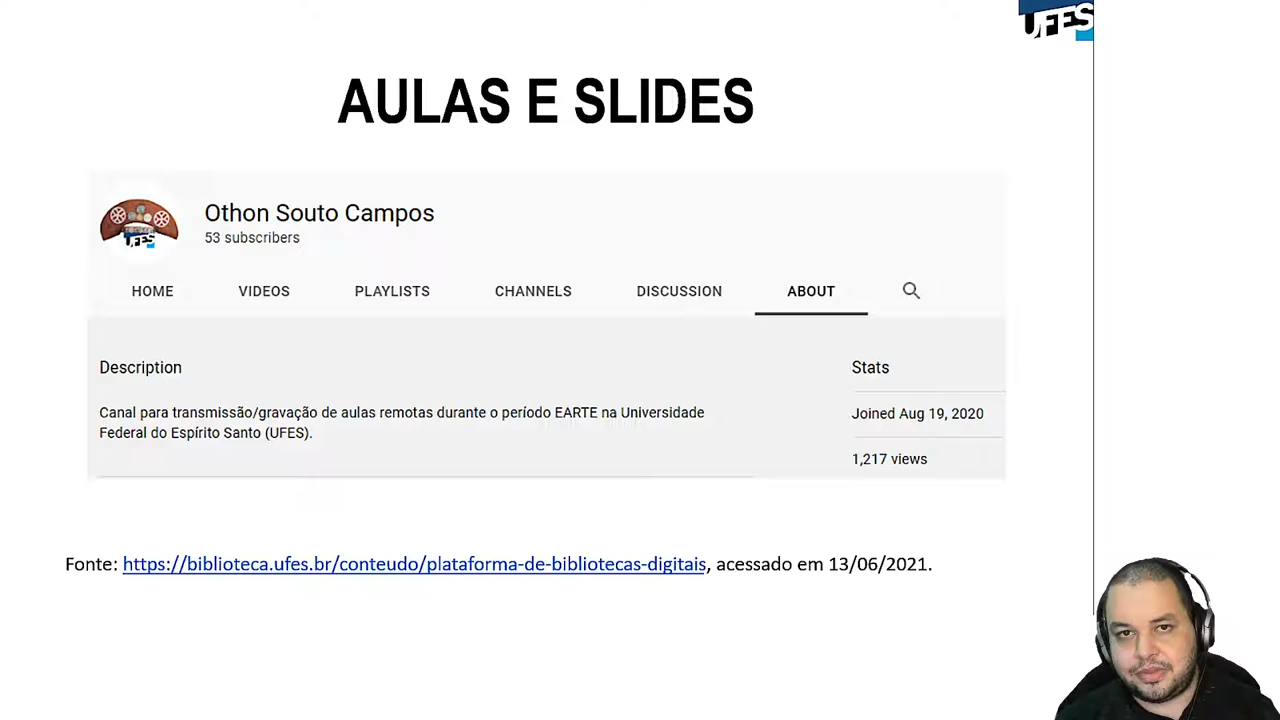 UFES
AULAS E SLIDES
UFES
Othon Souto Campos
53 subscribers
HOME VIDEOS PLAYLISTS CHANNELS DISCUSSION ABOUT
Description
Stats
Canal para transmissão/gravação de aulas remotas durante o período EARTE na Universidade
Federal do Espírito Santo (UFES).
Joined Aug 19, 2020
1,217 views
Fonte: https://biblioteca.ufes.br/conteudo/plataforma-de-bibliotecas-digitais, acessado em 13/06/2021.